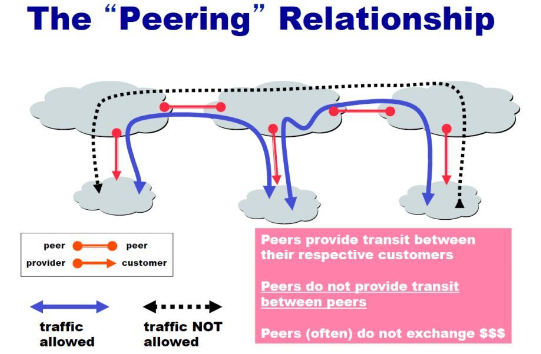 The “Peering” Relationship
peer peer
provider customer
traffic
allowed
traffic NOT
allowed
Peers provide transit between
their respective customers
Peers do not provide transit
between peers
Peers (often) do not exchange $$$